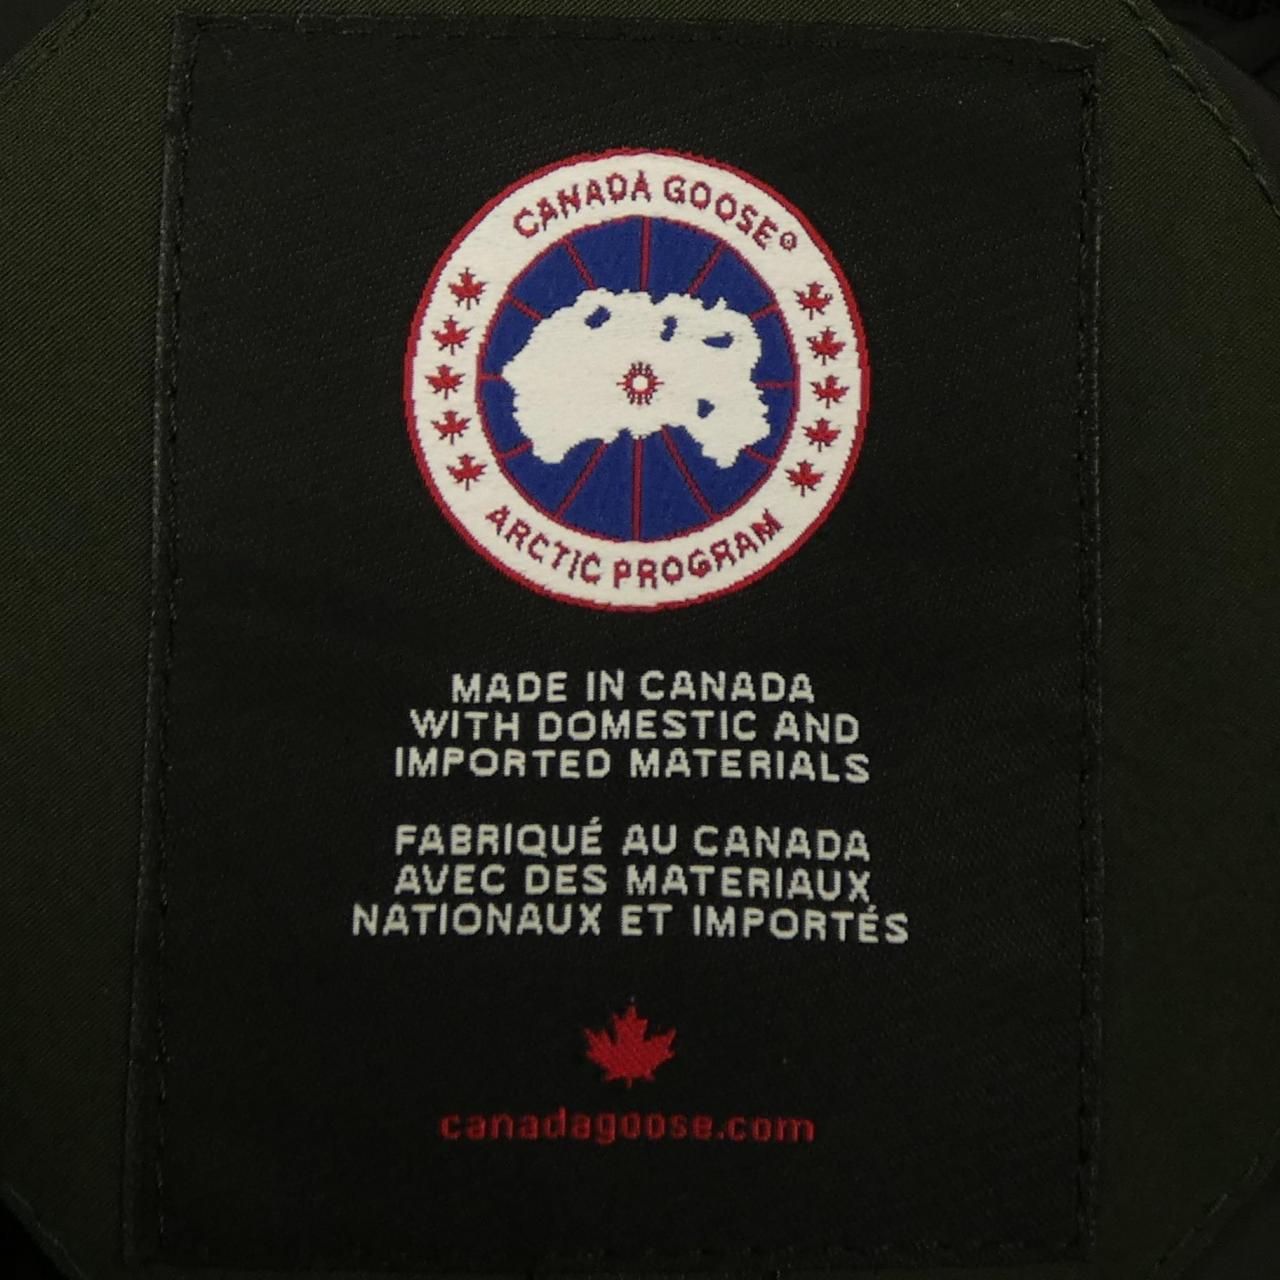 CANADA GOOSE®
ARCTIC PROGRAM
MADE IN CANADA
WITH DOMESTIC AND
IMPORTED MATERIALS
FABRIQUÉ AU CANADA
AVEC DES MATERIAUX
NATIONAUX ET IMPORTÉS
canadagoose.com